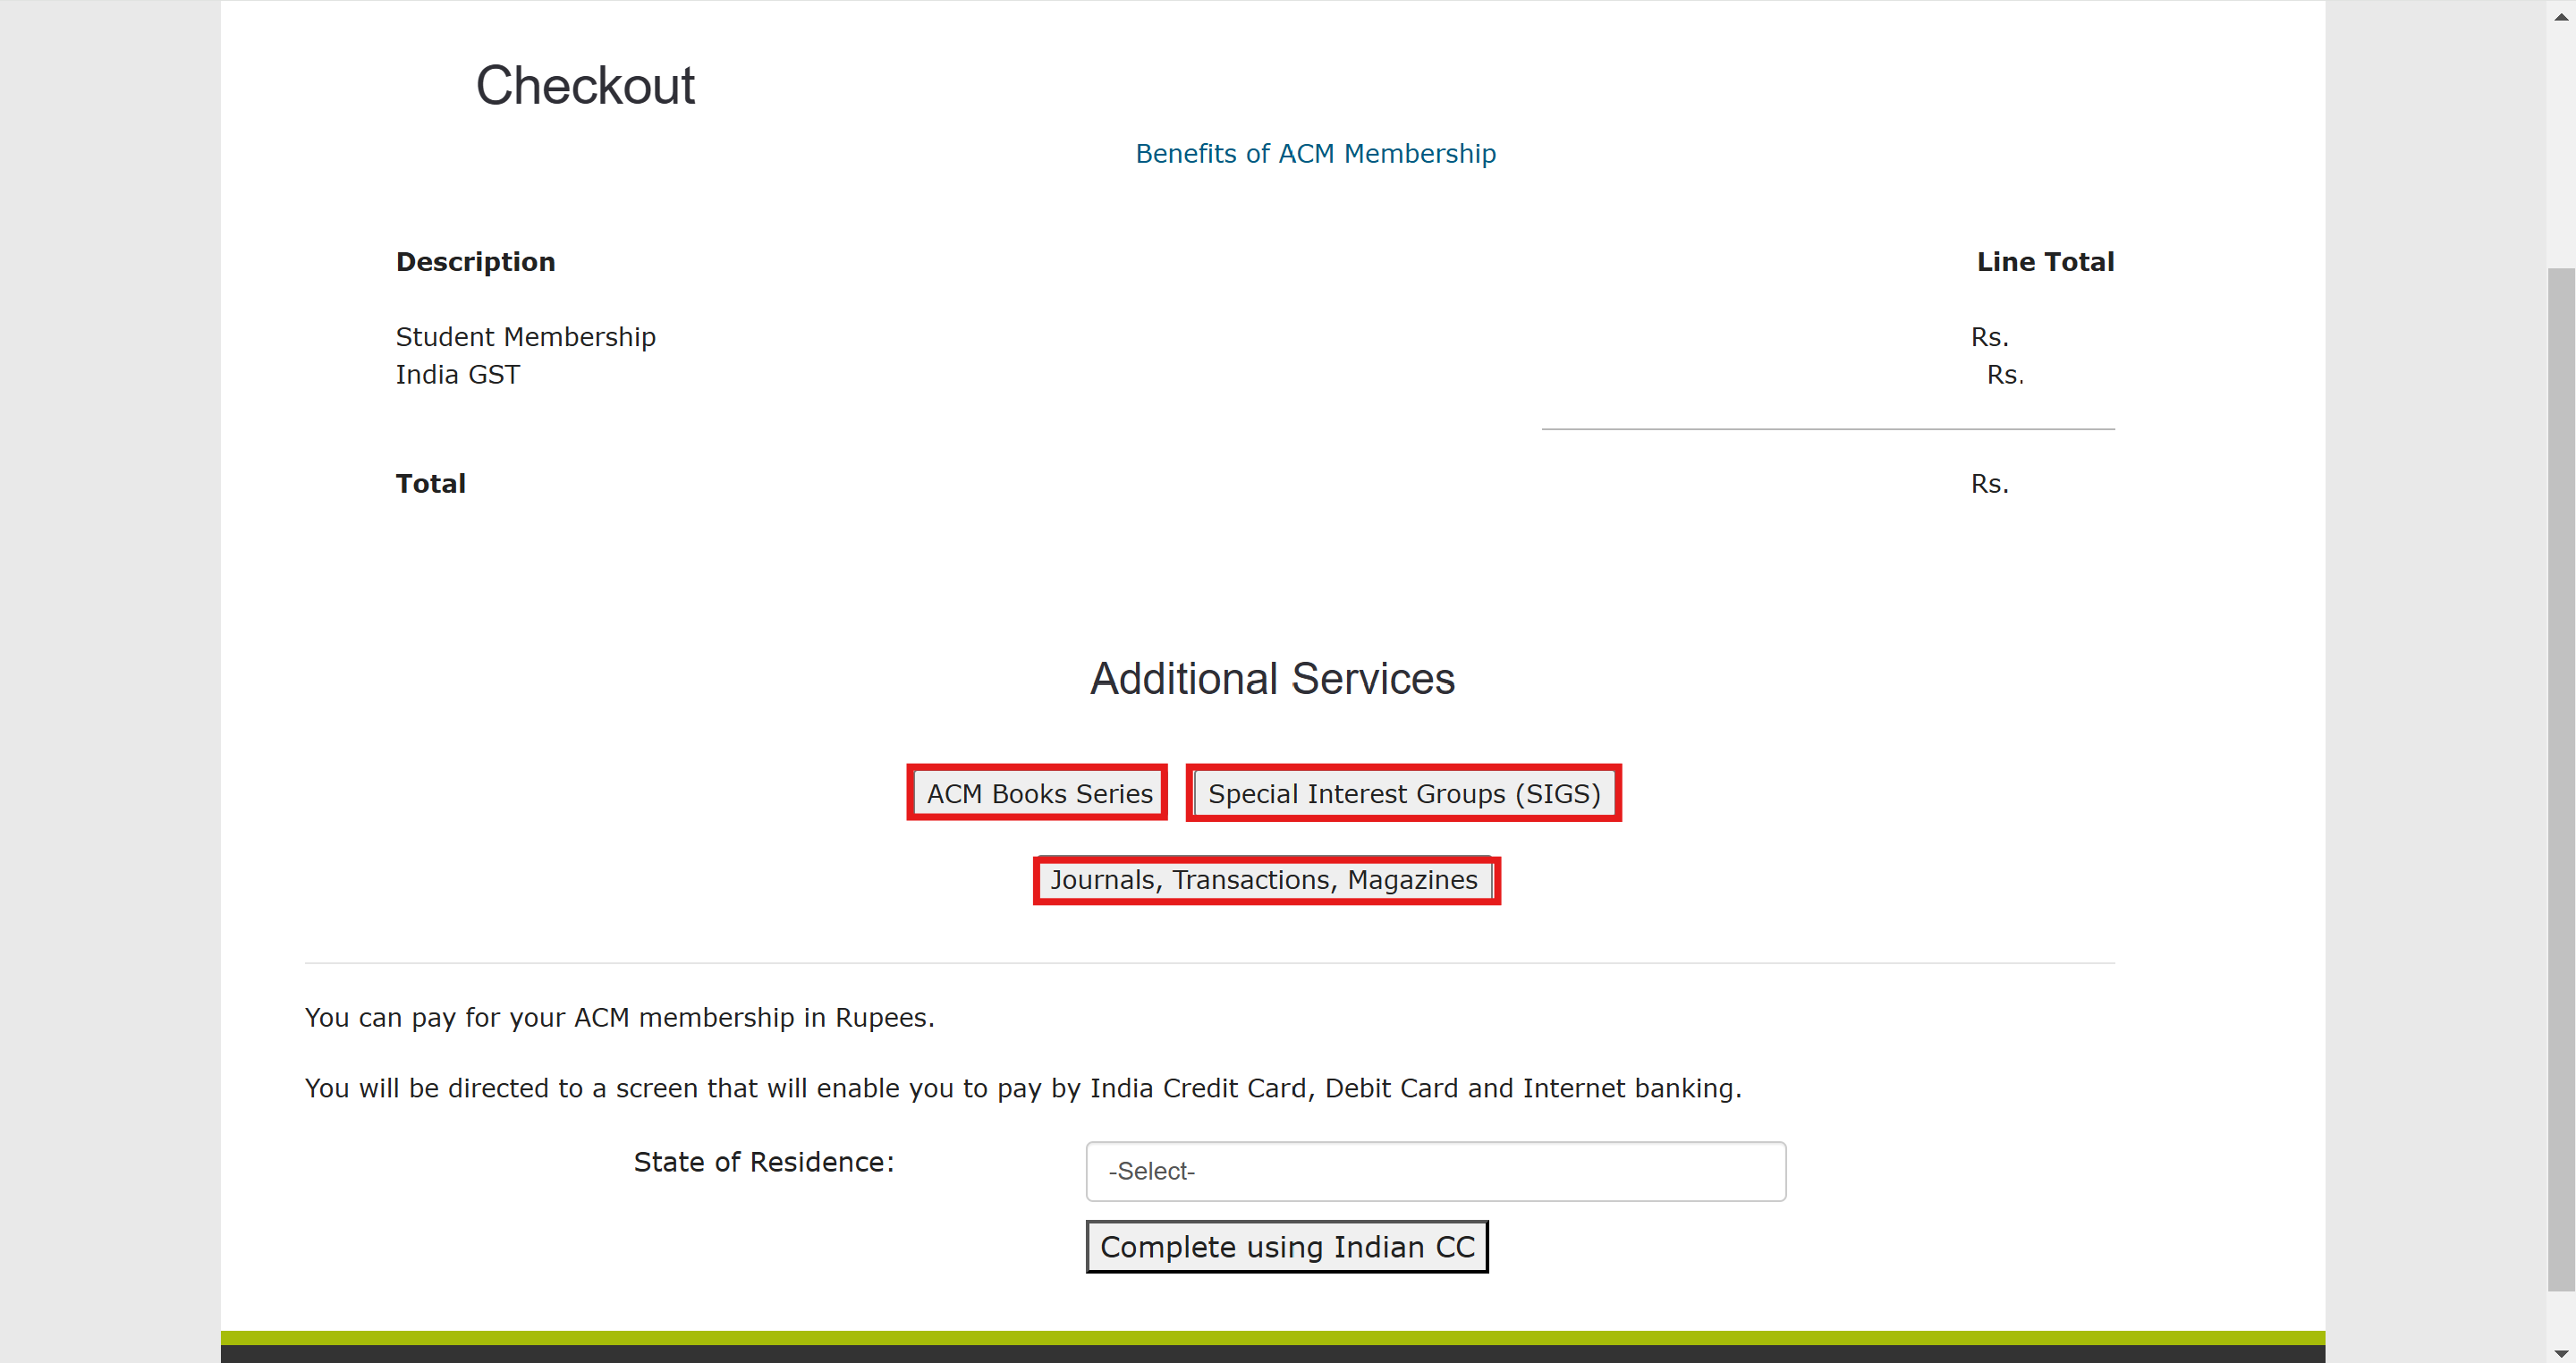 Checkout
Benefits of ACM Membership
Description Line Total
Student Membership Rs.
India GST Rs.
Total Rs.
Additional Services
ACM Books Series Special Interest Groups (SIGS)
Journals, Transactions, Magazines
You can pay for your ACM membership in Rupees.
You will be directed to a screen that will enable you to pay by India Credit Card, Debit Card and Internet banking.
State of Residence: -Select-
Complete using Indian CC